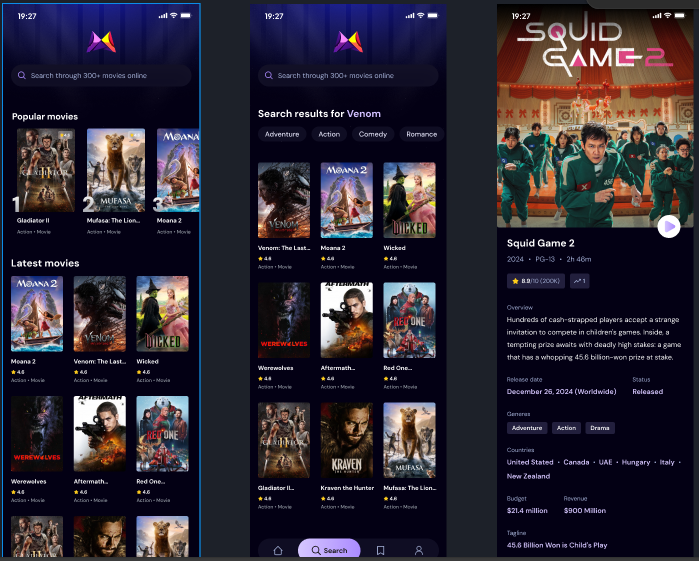 19:27
Search through 300+ movies online
Popular movies
GLADIATOR
MUFASA
MOANA 2
1
2
3
Gladiator II
Mufasa: The Lion...
Moana 2
Action • Movie
Action • Movie
Action • Movie
Latest movies
MOANA 2
VENOM
WICKED
Moana 2
Venom: The Last...
Wicked
4.6
4.6
4.6
Action • Movie
Action • Movie
Action • Movie
WEREWOLVES
AFTERMATH
RED ONE
Werewolves
Aftermath...
Red One...
4.6
4.6
4.6
Action • Movie
Action • Movie
Action • Movie
19:27
Search through 300+ movies online
Search results for Venom
Adventure
Action
Comedy
Romance
VENOM
MOANA 2
WICKED
Venom: The Last...
Moana 2
Wicked
4.6
4.6
4.6
Action • Movie
Action • Movie
Action • Movie
WEREWOLVES
AFTERMATH
RED ONE
Werewolves
Aftermath...
Red One...
4.6
4.6
4.6
Action • Movie
Action • Movie
Action • Movie
GLADIATOR
KRAVEN
THE HUNTER
MUFASA
Gladiator II...
Kraven the Hunter
Mufasa: The Lion...
4.6
4.6
4.6
Action • Movie
Action • Movie
Action • Movie
Search
19:27
SQUID
GAME 2
Squid Game 2
2024 • PG-13 • 2h 46m
8.9/10 (200K)
1
Overview
Hundreds of cash-strapped players accept a strange
invitation to compete in children's games. Inside, a
tempting prize awaits with deadly high stakes: a game
that has a whopping 45.6 billion-won prize at stake.
Release date
Status
December 26, 2024 (Worldwide)
Released
Generes
Adventure
Action
Drama
Countries
United Stated • Canada • UAE • Hungary • Italy •
New Zealand
Budget
Revenue
$21.4 million
$900 Million
Tagline
45.6 Billion Won is Child's Play